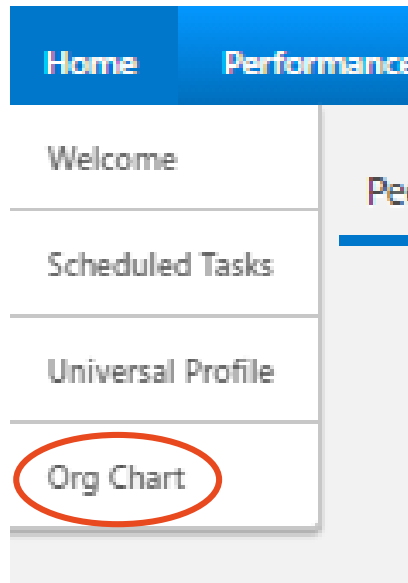 Home Performance
Welcome
Scheduled Tasks
Universal Profile
Org Chart